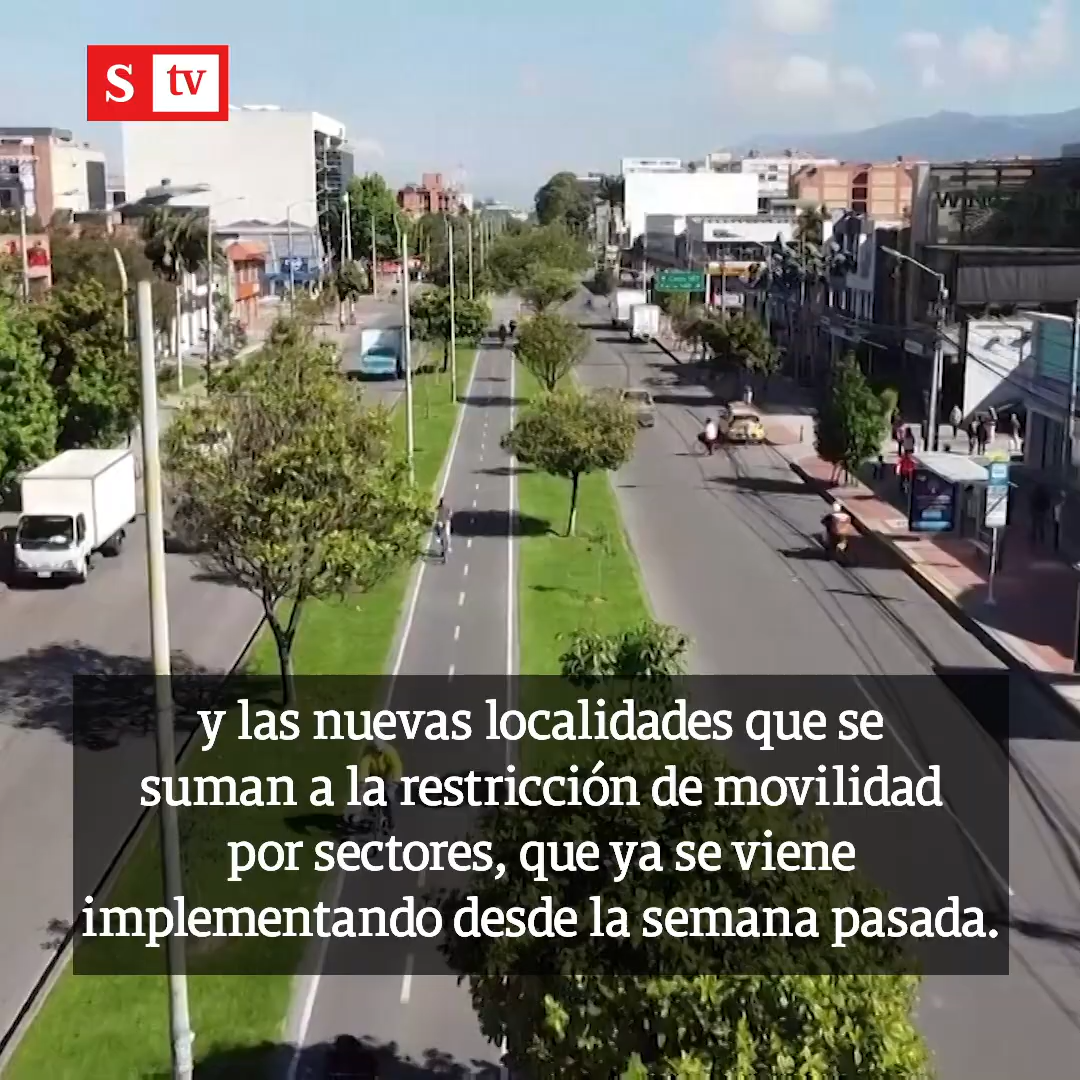 S tv
y las nuevas localidades que se
suman a la restricción de movilidad
por sectores, que ya se viene
implementando desde la semana pasada.